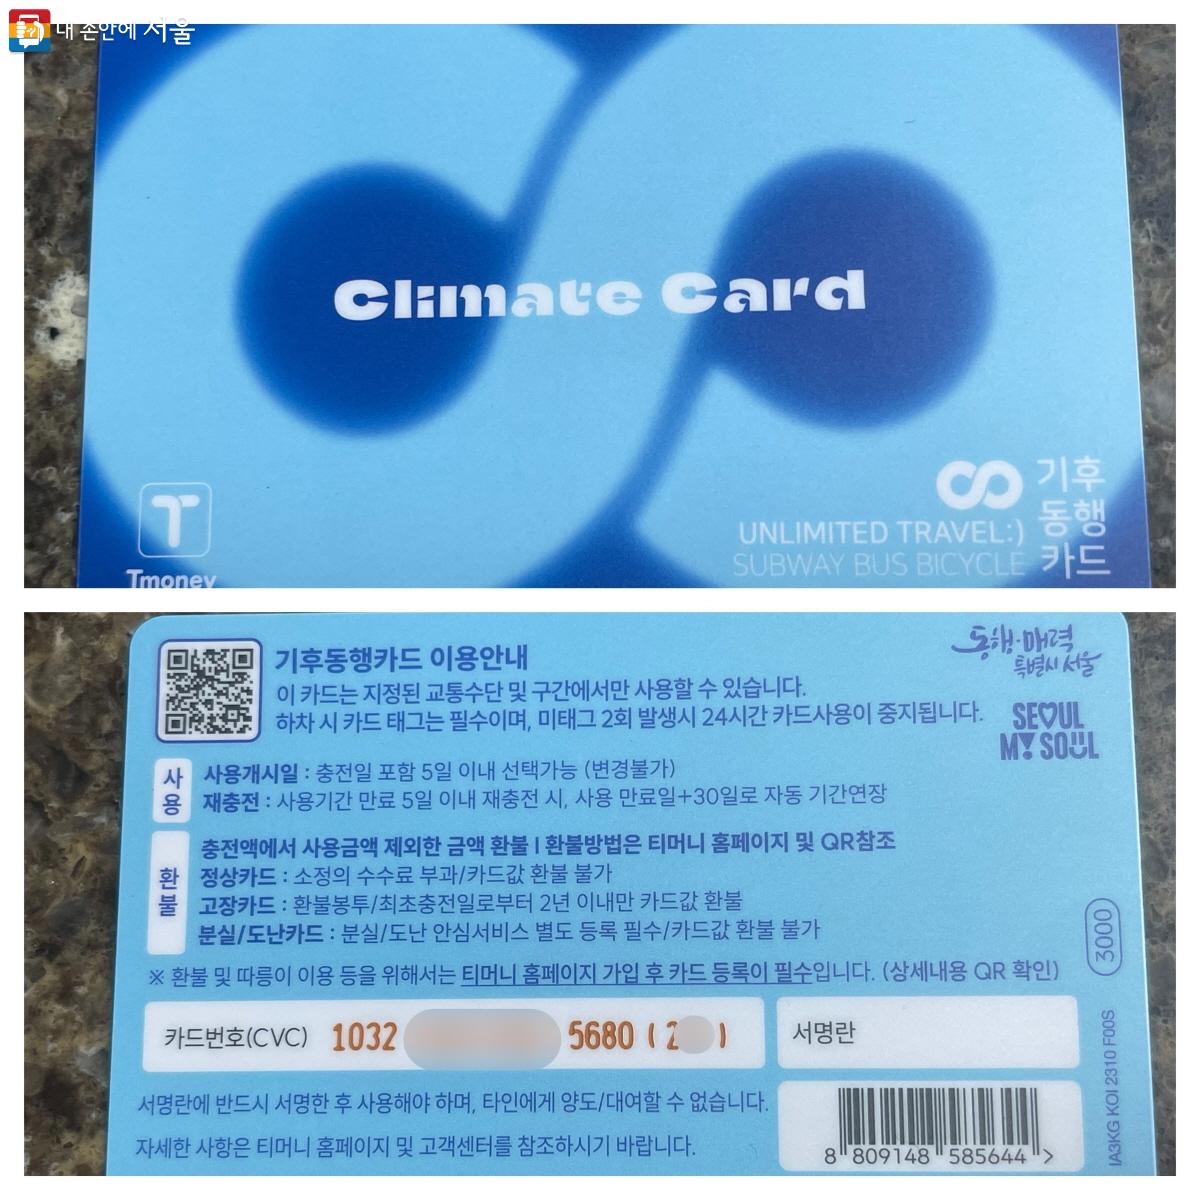 내 손안에 서울
Climate Card
기후
동행
카드
UNLIMITED TRAVEL:)
SUBWAY BUS BICYCLE
T
Tmoney
기후동행카드 이용안내
이 카드는 지정된 교통수단 및 구간에서만 사용할 수 있습니다.
하차 시 카드 태그는 필수이며, 미태그 2회 발생시 24시간 카드사용이 중지됩니다.
동행·매력
특별시 서울
SEOUL
MY SOUL
사용
사용개시일 : 충전일 포함 5일 이내 선택가능 (변경불가)
재충전 : 사용기간 만료 5일 이내 재충전 시, 사용 만료일+30일로 자동 기간연장
환불
충전액에서 사용금액 제외한 금액 환불 I 환불방법은 티머니 홈페이지 및 QR참조
정상카드 : 소정의 수수료 부과/카드값 환불 불가
고장카드 : 환불봉투/최초충전일로부터 2년 이내만 카드값 환불
분실/도난카드 : 분실/도난 안심서비스 별도 등록 필수/카드값 환불 불가
3000
※ 환불 및 따릉이 이용 등을 위해서는 티머니 홈페이지 가입 후 카드 등록이 필수입니다. (상세내용 QR 확인)
카드번호(CVC) 1032 5680 (2 )
서명란
서명란에 반드시 서명한 후 사용해야 하며, 타인에게 양도/대여할 수 없습니다.
자세한 사항은 티머니 홈페이지 및 고객센터를 참조하시기 바랍니다.
8 809148 585644 >
IA3KG KOI 2310 F00S